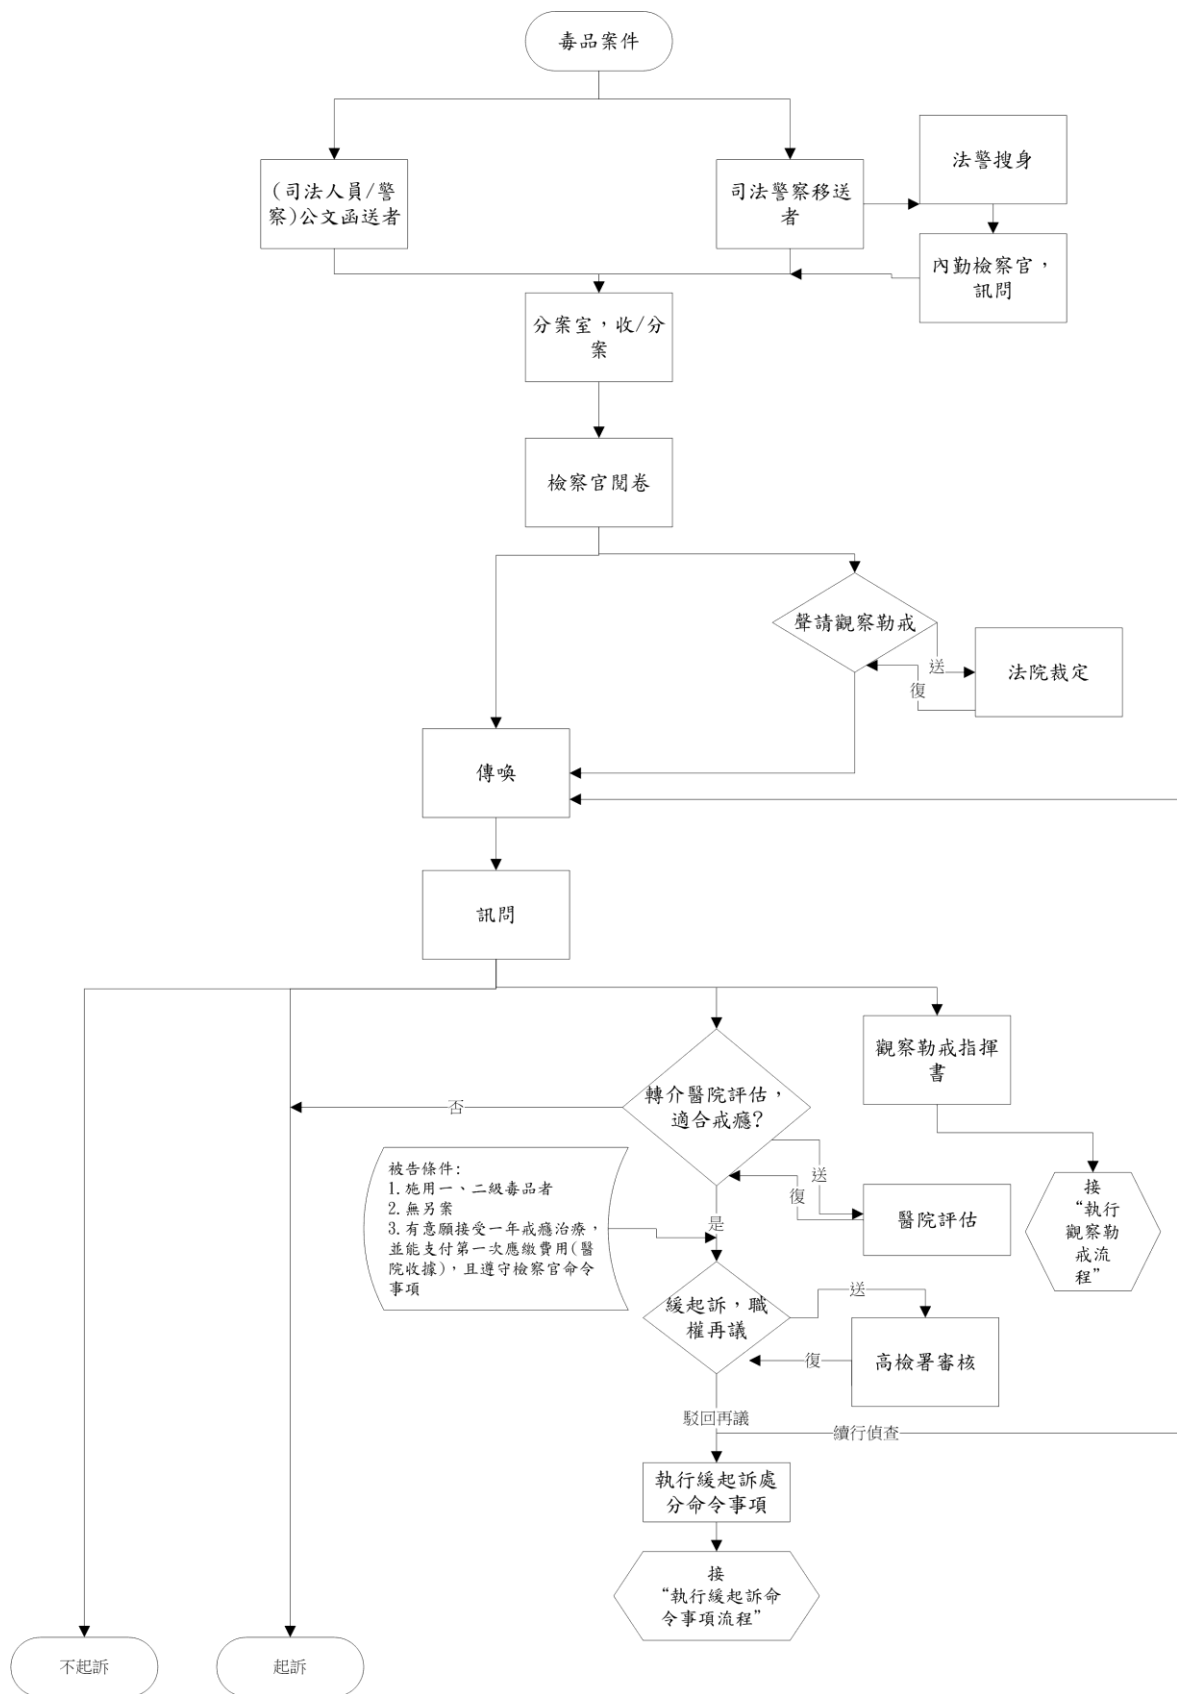 毒品案件
(司法人員/警
察)公文函送者
司法警察移送
者
法警搜身
內勤檢察官，
訊問
分案室，收/分
案
檢察官閱卷
聲請觀察勒戒
送
復
法院裁定
傳喚
訊問
觀察勒戒指揮
書
轉介醫院評估，
適合戒癮?
否
送
復
是
醫院評估
接
“執行
觀察勒
戒流
程”
被告條件:
1.施用一、二級毒品者
2.無另案
3.有意願接受一年戒癮治療，
並能支付第一次應繳費用(醫
院收據)，且遵守檢察官命令
事項
緩起訴，職
權再議
送
復
高檢署審核
駁回再議
續行偵查
執行緩起訴處
分命令事項
接
“執行緩起訴命
令事項流程”
不起訴
起訴